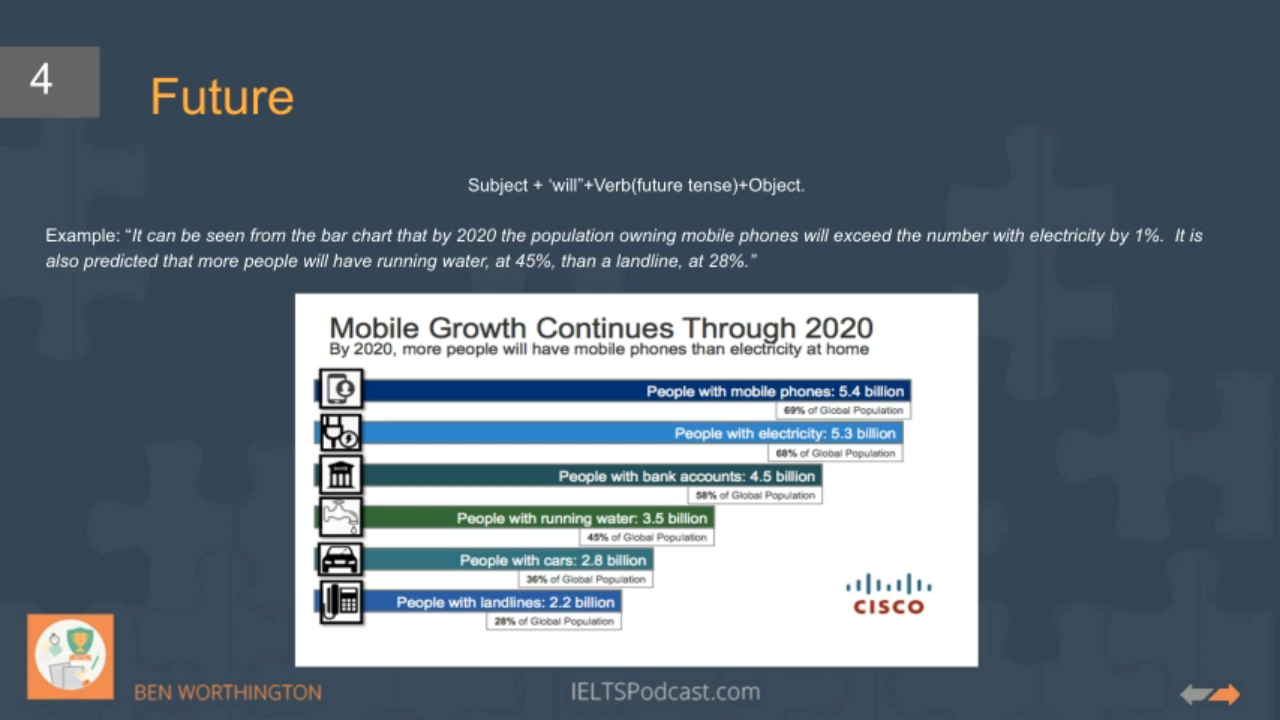 4
Future
Subject + ‘will”+Verb(future tense)+Object.
Example: “It can be seen from the bar chart that by 2020 the population owning mobile phones will exceed the number with electricity by 1%.  It is
also predicted that more people will have running water, at 45%, than a landline, at 28%.”
Mobile Growth Continues Through 2020
By 2020, more people will have mobile phones than electricity at home
People with mobile phones: 5.4 billion
69% of Global Population
People with electricity: 5.3 billion
68% of Global Population
People with bank accounts: 4.5 billion
58% of Global Population
People with running water: 3.5 billion
45% of Global Population
People with cars: 2.8 billion
36% of Global Population
People with landlines: 2.2 billion
28% of Global Population
CISCO
BEN WORTHINGTON
IELTSPodcast.com